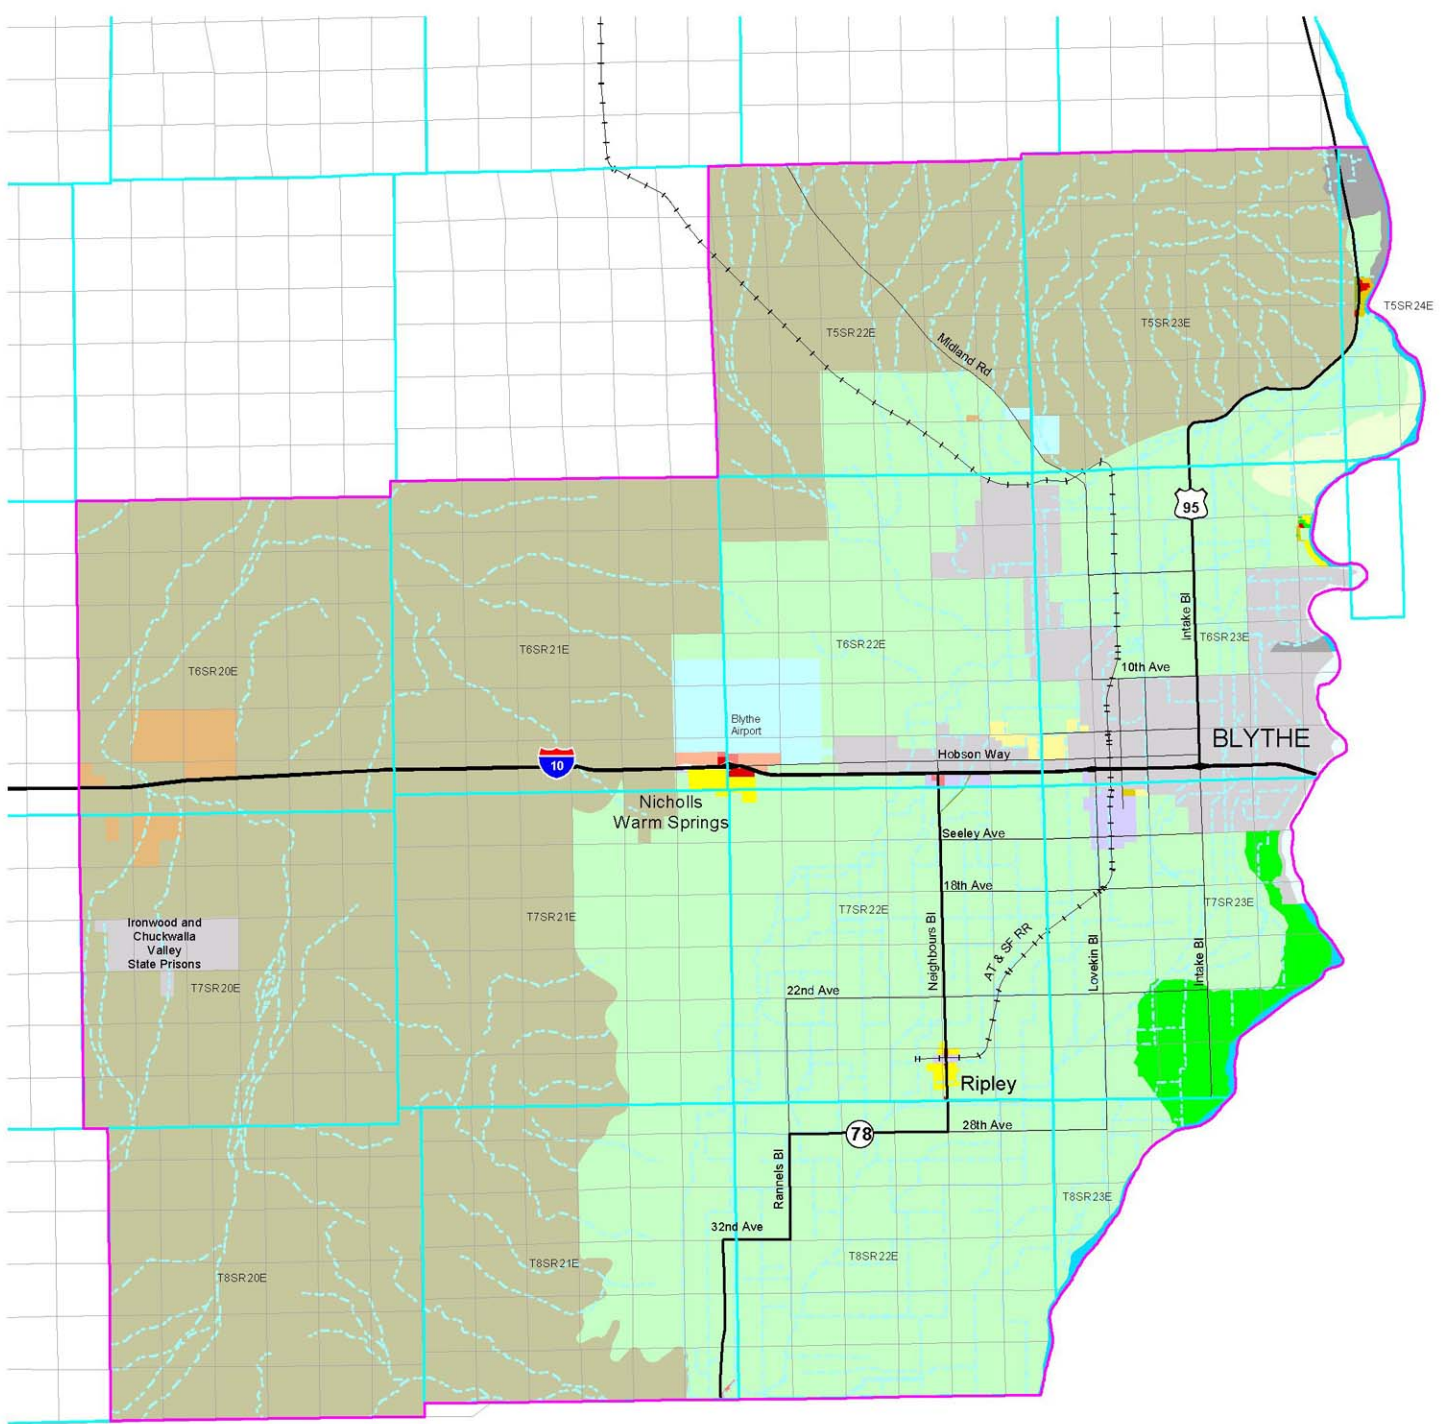 T5SR24E
T5SR22E
T5SR23E
Midland Rd
95
Intake Bl
T6SR20E
T6SR21E
T6SR22E
T6SR23E
10th Ave
Blythe
Airport
BLYTHE
Hobson Way
10
Nicholls
Warm Springs
Seeley Ave
18th Ave
T7SR21E
T7SR22E
T7SR23E
Ironwood and
Chuckwalla
Valley
State Prisons
T7SR20E
Neighbours Bl
AT & SF RR
Lovekin Bl
Intake Bl
22nd Ave
Ripley
28th Ave
78
Rannels Bl
T8SR23E
32nd Ave
T8SR20E
T8SR21E
T8SR22E